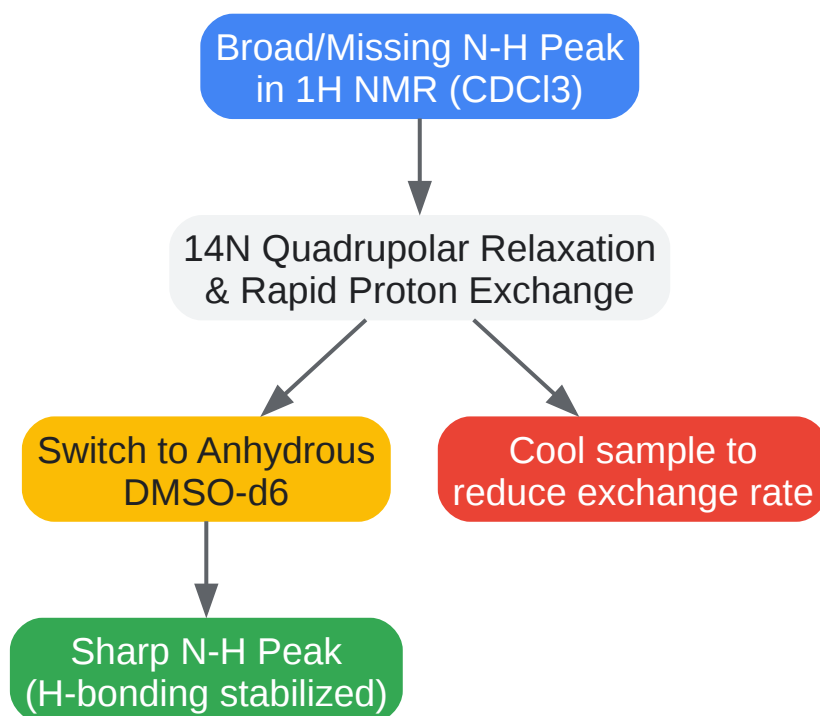 Broad/Missing N-H Peak
in 1H NMR (CDCl3)
14N Quadrupolar Relaxation
& Rapid Proton Exchange
Switch to Anhydrous
DMSO-d6
Cool sample to
reduce exchange rate
Sharp N-H Peak
(H-bonding stabilized)